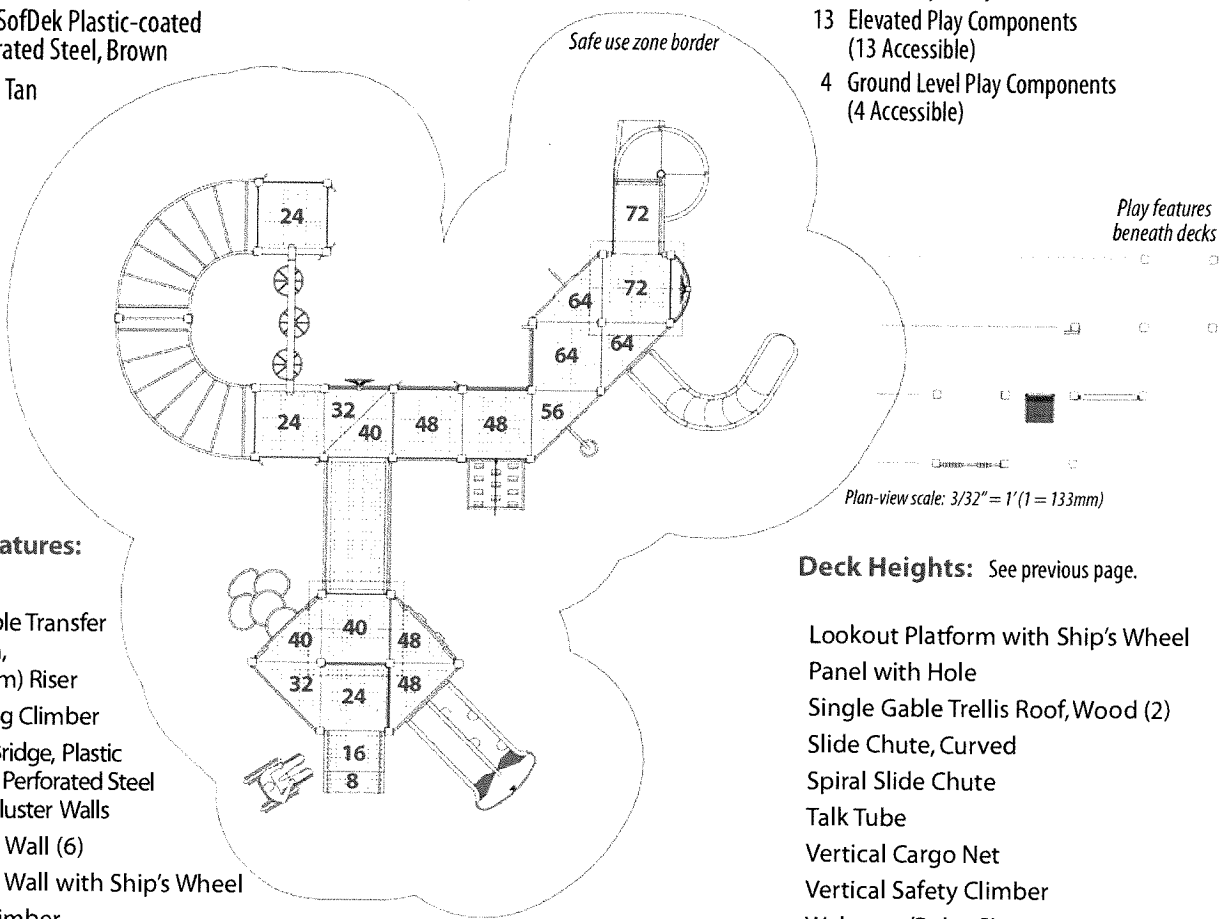 SofDek Plastic-coated
rated Steel, Brown
Tan
Safe use zone border
13 Elevated Play Components
(13 Accessible)
4 Ground Level Play Components
(4 Accessible)
Play features
beneath decks
24
72
72
64
64
64
56
24
32
40
48
48
40
40
48
32
24
48
16
8
Plan-view scale: 3/32" = 1' (1 = 133mm)
atures:
ole Transfer
m) Riser
g Climber
Bridge, Plastic
Perforated Steel
luster Walls
Wall (6)
Wall with Ship's Wheel
Deck Heights: See previous page.
Lookout Platform with Ship's Wheel
Panel with Hole
Single Gable Trellis Roof, Wood (2)
Slide Chute, Curved
Spiral Slide Chute
Talk Tube
Vertical Cargo Net
Vertical Safety Climber